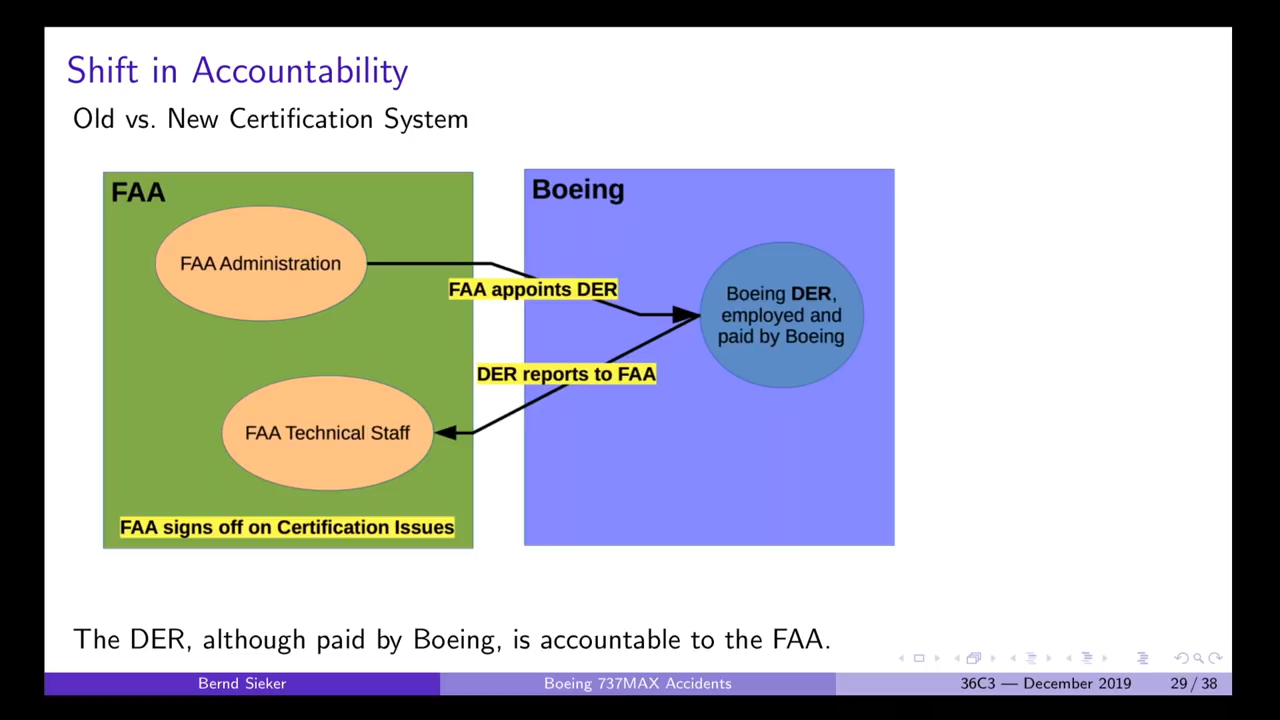 Shift in Accountability
Old vs. New Certification System
FAA
FAA Administration
FAA Technical Staff
FAA signs off on Certification Issues
FAA appoints DER
DER reports to FAA
Boeing
Boeing DER,
employed and
paid by Boeing
The DER, although paid by Boeing, is accountable to the FAA.
Bernd Sieker
Boeing 737MAX Accidents
36C3 — December 2019
29 / 38